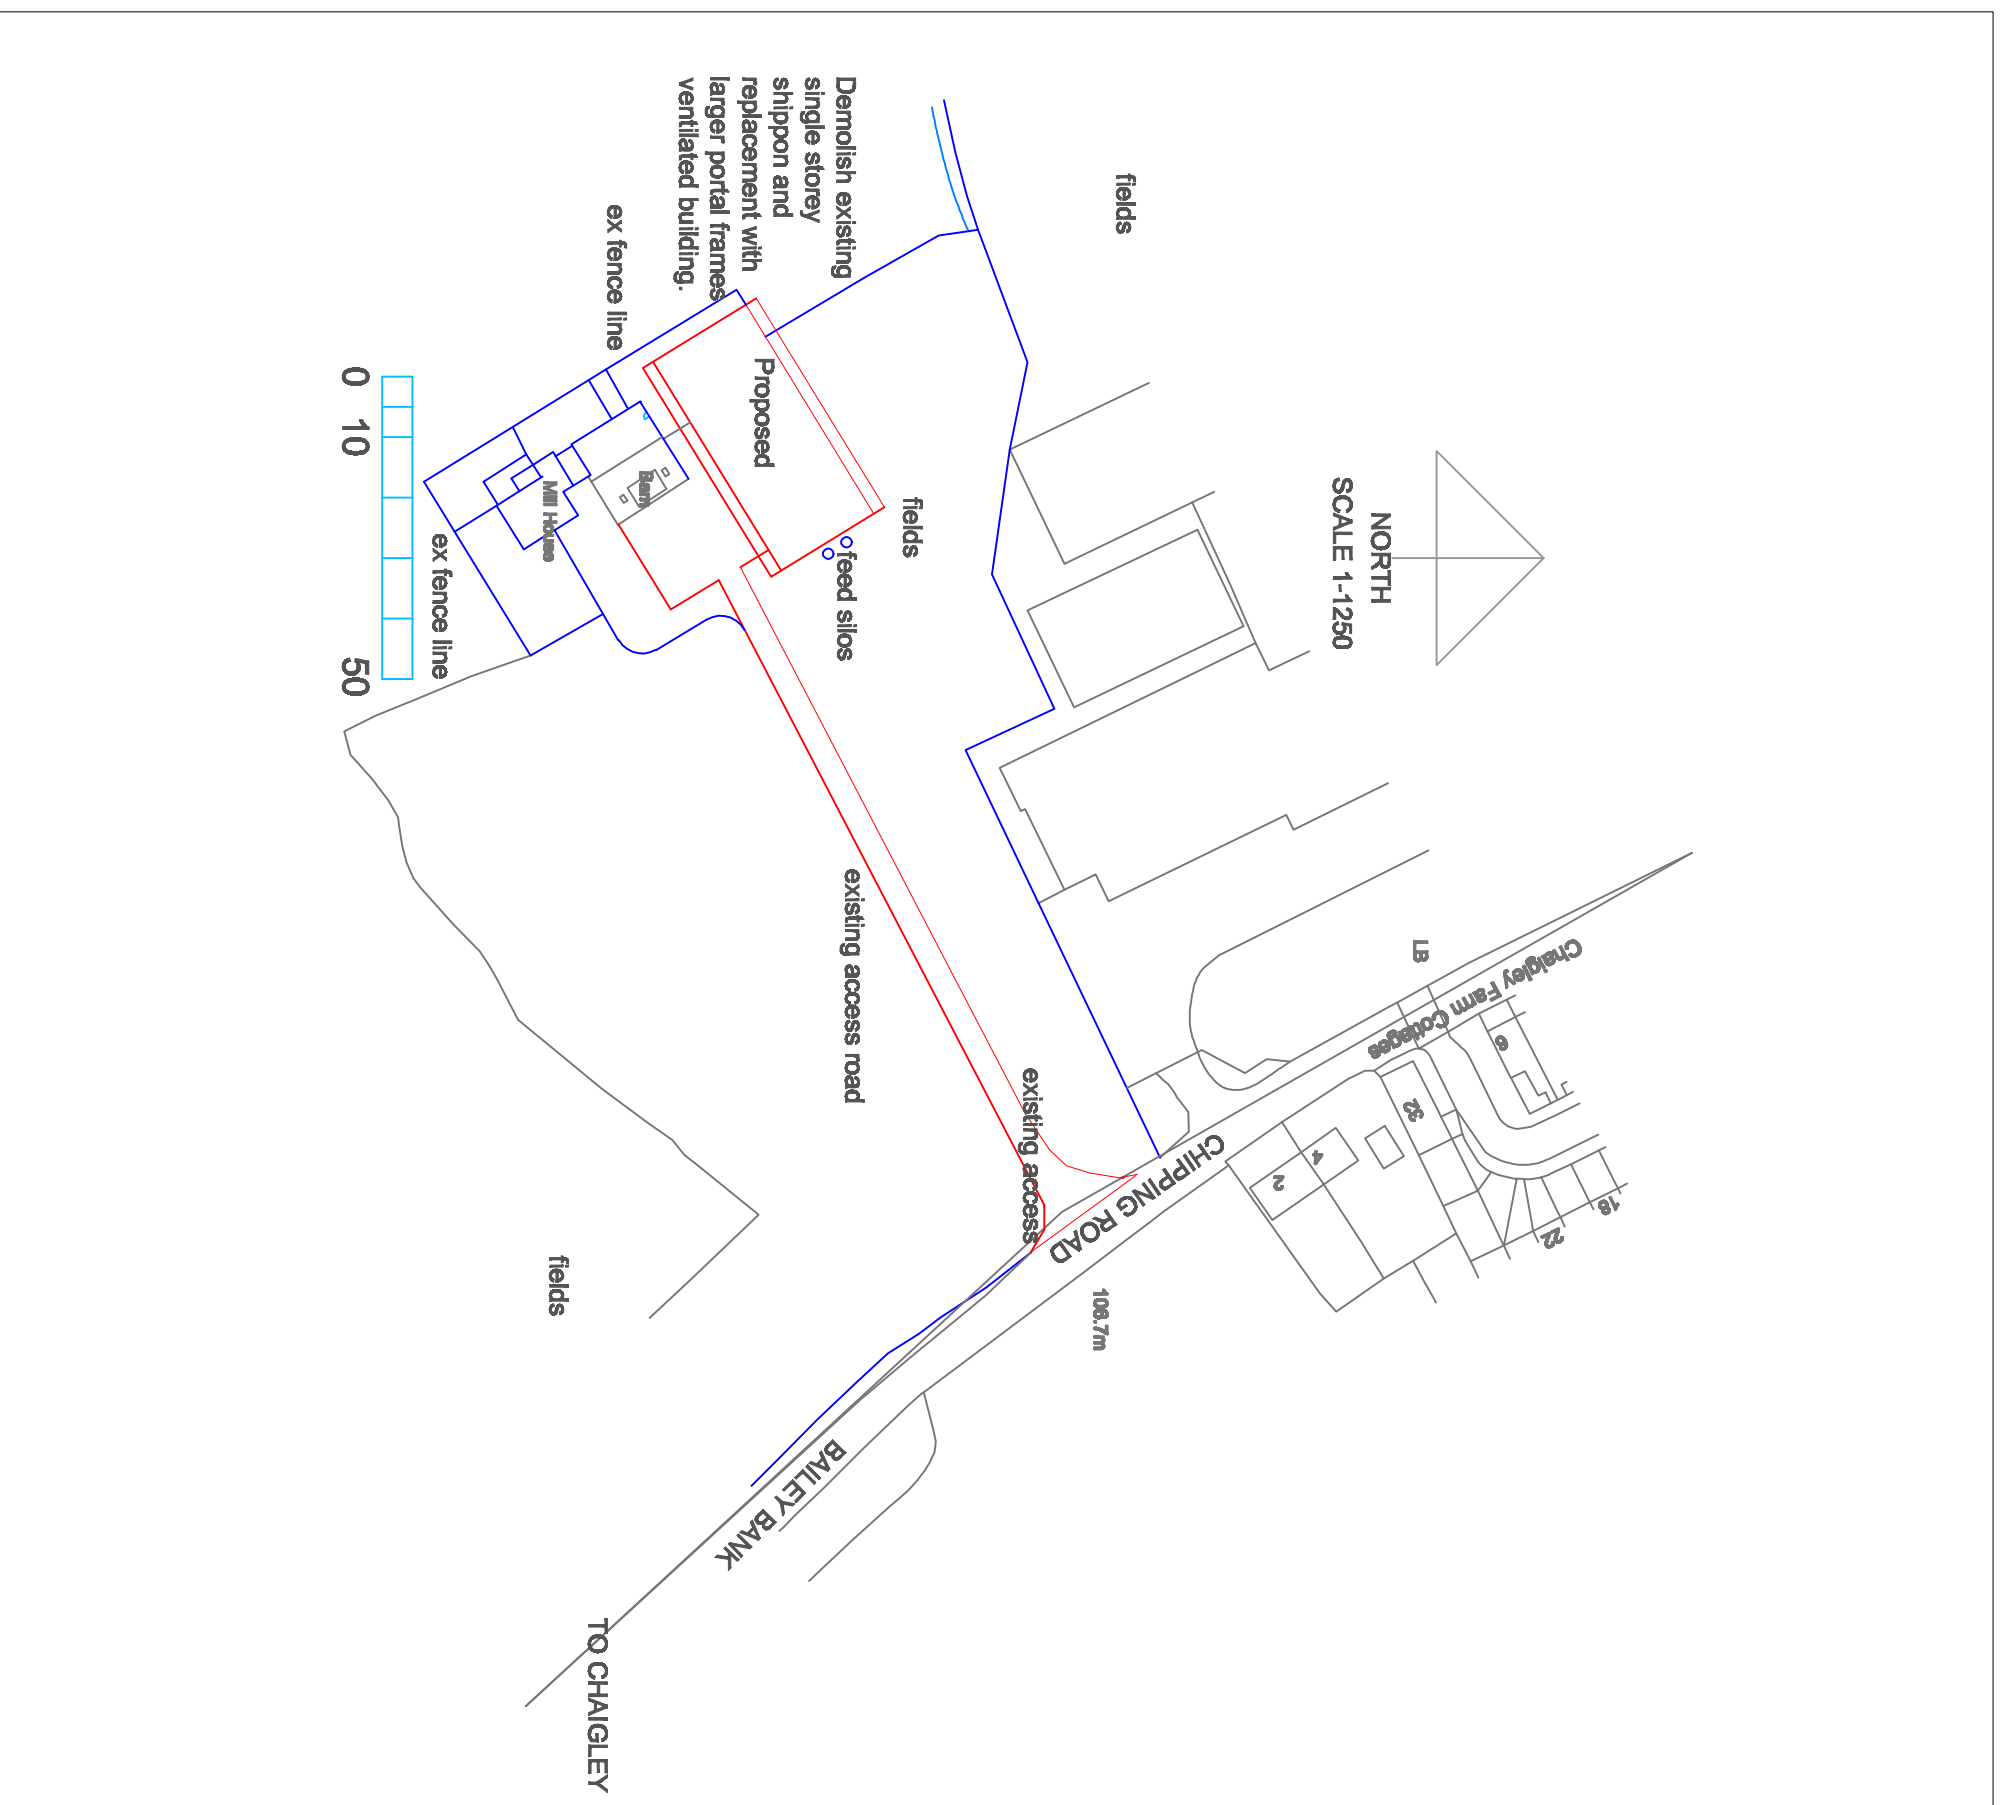 fields
NORTH
SCALE 1-1250
Demolish existing
single storey
shippon and
replacement with
larger portal frames
ventilated building.
ex fence line
Proposed
fields
feed silos
Barn
Mill House
ex fence line
0
10
50
LB
Chaigley Farm Cottages
6
32
4
2
18
22
existing access road
existing access
CHIPPING ROAD
106.7m
fields
BAILEY BANK
TO CHAIGLEY